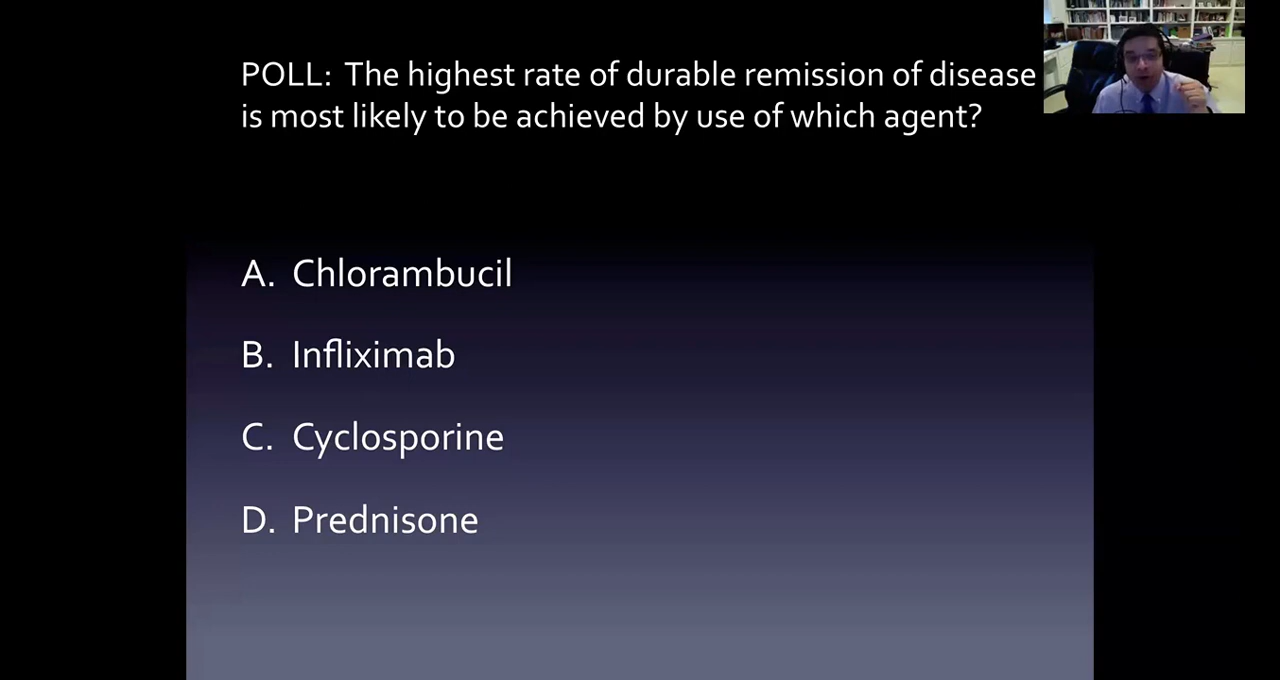 POLL: The highest rate of durable remission of disease
is most likely to be achieved by use of which agent?
A. Chlorambucil
B. Infliximab
C. Cyclosporine
D. Prednisone